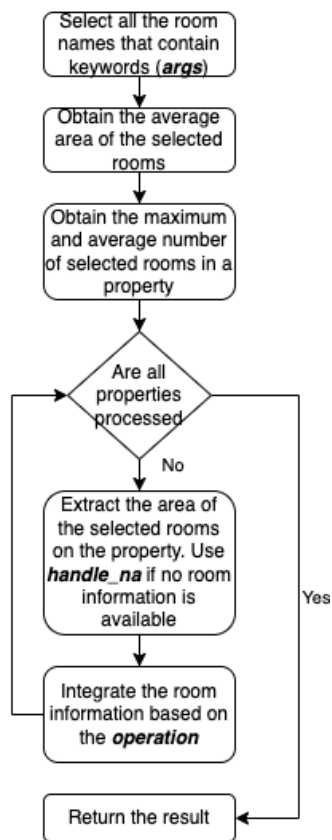 Select all the room
names that contain
keywords (args)
Obtain the average
area of the selected
rooms
Obtain the maximum
and average number
of selected rooms in a
property
Are all
properties
processed
No
Extract the area of
the selected rooms
on the property. Use
handle_na if no room
information is
available
Yes
Integrate the room
information based on
the operation
Return the result